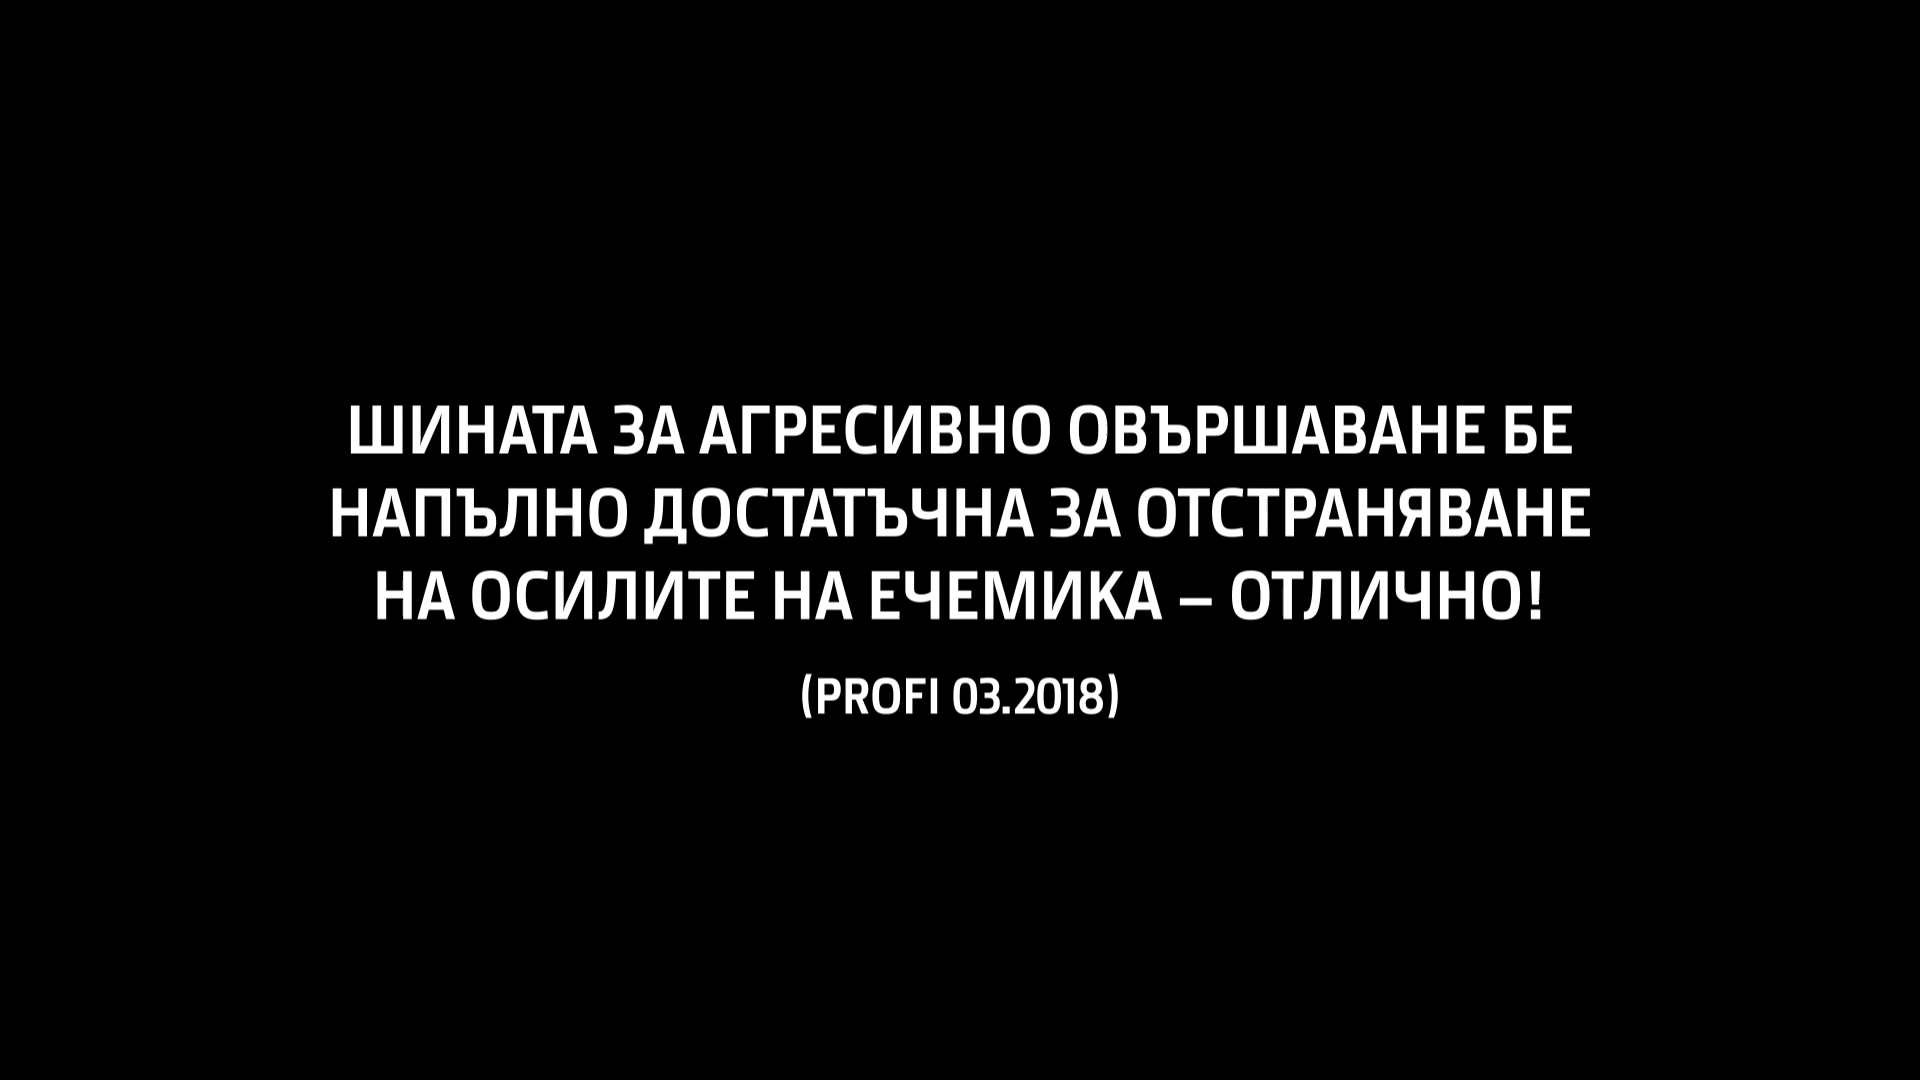 ШИНАТА ЗА АГРЕСИВНО ОВЪРШАВАНЕ БЕ
НАПЪЛНО ДОСТАТЪЧНА ЗА ОТСТРАНЯВАНЕ
НА ОСИЛИТЕ НА ЕЧЕМИКА – ОТЛИЧНО!
(PROFI 03.2018)